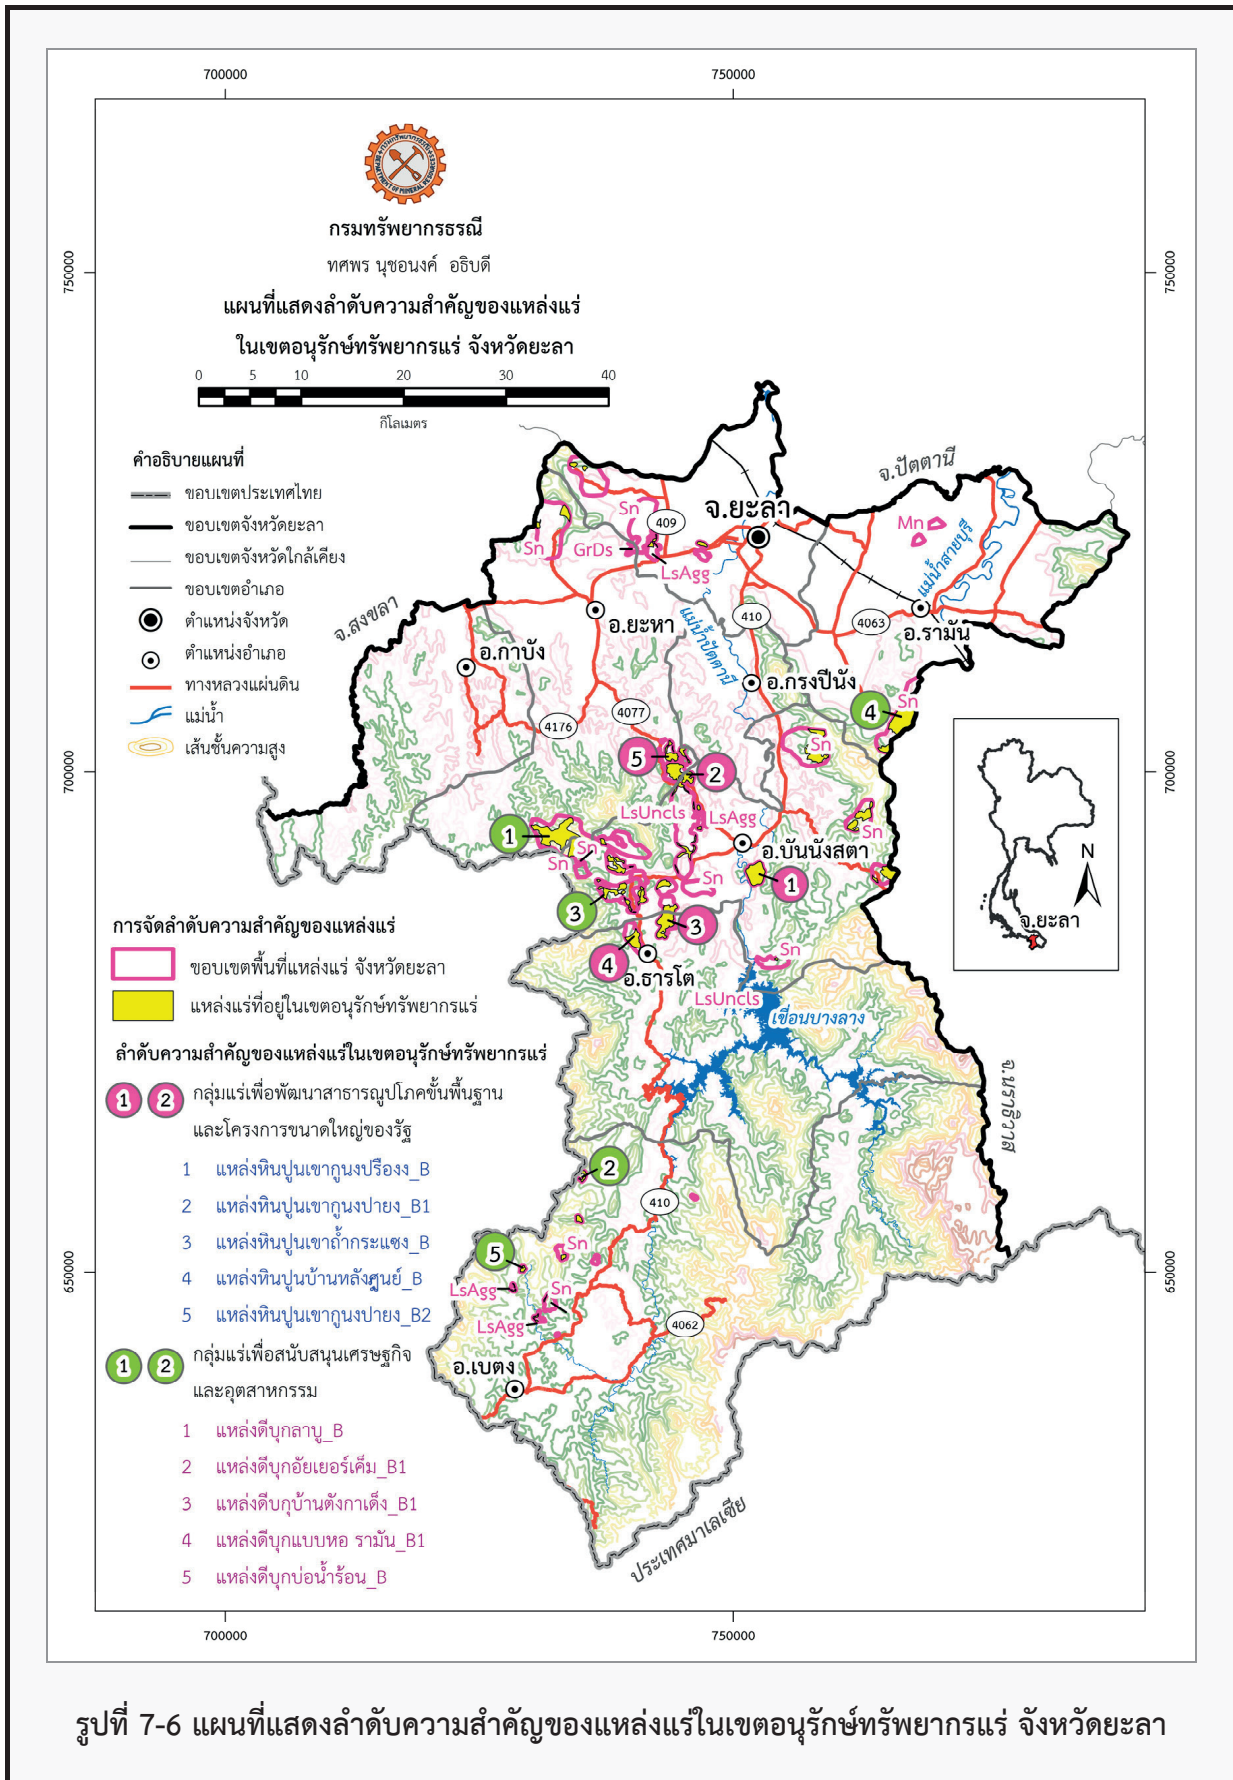 700000
750000
กรมทรัพยากรธรณี
DEPARTMENT OF MINERAL RESOURCES
กรมทรัพยากรธรณี
ทศพร นุชอนงค์ อธิบดี
แผนที่แสดงลำดับความสำคัญของแหล่งแร่
ในเขตอนุรักษ์ทรัพยากรแร่ จังหวัดยะลา
0 5 10 20 30 40
กิโลเมตร
คำอธิบายแผนที่
ขอบเขตประเทศไทย
ขอบเขตจังหวัดยะลา
ขอบเขตจังหวัดใกล้เคียง
ขอบเขตอำเภอ
ตำแหน่งจังหวัด
ตำแหน่งอำเภอ
ทางหลวงแผ่นดิน
แม่น้ำ
เส้นชั้นความสูง
การจัดลำดับความสำคัญของแหล่งแร่
ขอบเขตพื้นที่แหล่งแร่ จังหวัดยะลา
แหล่งแร่ที่อยู่ในเขตอนุรักษ์ทรัพยากรแร่
ลำดับความสำคัญของแหล่งแร่ในเขตอนุรักษ์ทรัพยากรแร่
1 2 กลุ่มแร่เพื่อพัฒนาสาธารณูปโภคขั้นพื้นฐาน
และโครงการขนาดใหญ่ของรัฐ
1 แหล่งหินปูนเขากูนงปรีองง_B
2 แหล่งหินปูนเขากูนงปายง_B1
3 แหล่งหินปูนเขาถ้ำกระแซง_B
4 แหล่งหินปูนบ้านหลังศูนย์_B
5 แหล่งหินปูนเขากูนงปายง_B2
1 2 กลุ่มแร่เพื่อสนับสนุนเศรษฐกิจ
และอุตสาหกรรม
1 แหล่งดีบุกลาบู_B
2 แหล่งดีบุกอัยเยอร์เค็ม_B1
3 แหล่งดีบกุบ้านตังกาเด็ง_B1
4 แหล่งดีบุกแบบหอ รามัน_B1
5 แหล่งดีบุกบ่อน้ำร้อน_B
750000
700000
650000
750000
700000
650000
จ.ปัตตานี
จ.ยะลา
Sn
409
Mn
Sn
GrDs
LsAgg
แม่น้ำสายบุรี
จ.สงขลา
อ.ยะหา
แม่น้ำปัตตานี
410
4063
อ.รามัน
อ.กาบัง
อ.กรงปินัง
Sn
4
4077
4176
Sn
5
2
LsUncls
LsAgg
1
Sn
Sn
อ.บันนังสตา
Sn
1
3
3
4
อ.ธารโต
Sn
LsUncls
เขื่อนบางลาง
จ.นราธิวาส
2
410
5
Sn
LsAgg
Sn
LsAgg
4062
อ.เบตง
ประเทศมาเลเซีย
N
จ.ยะลา
700000
750000
รูปที่ 7-6 แผนที่แสดงลำดับความสำคัญของแหล่งแร่ในเขตอนุรักษ์ทรัพยากรแร่ จังหวัดยะลา